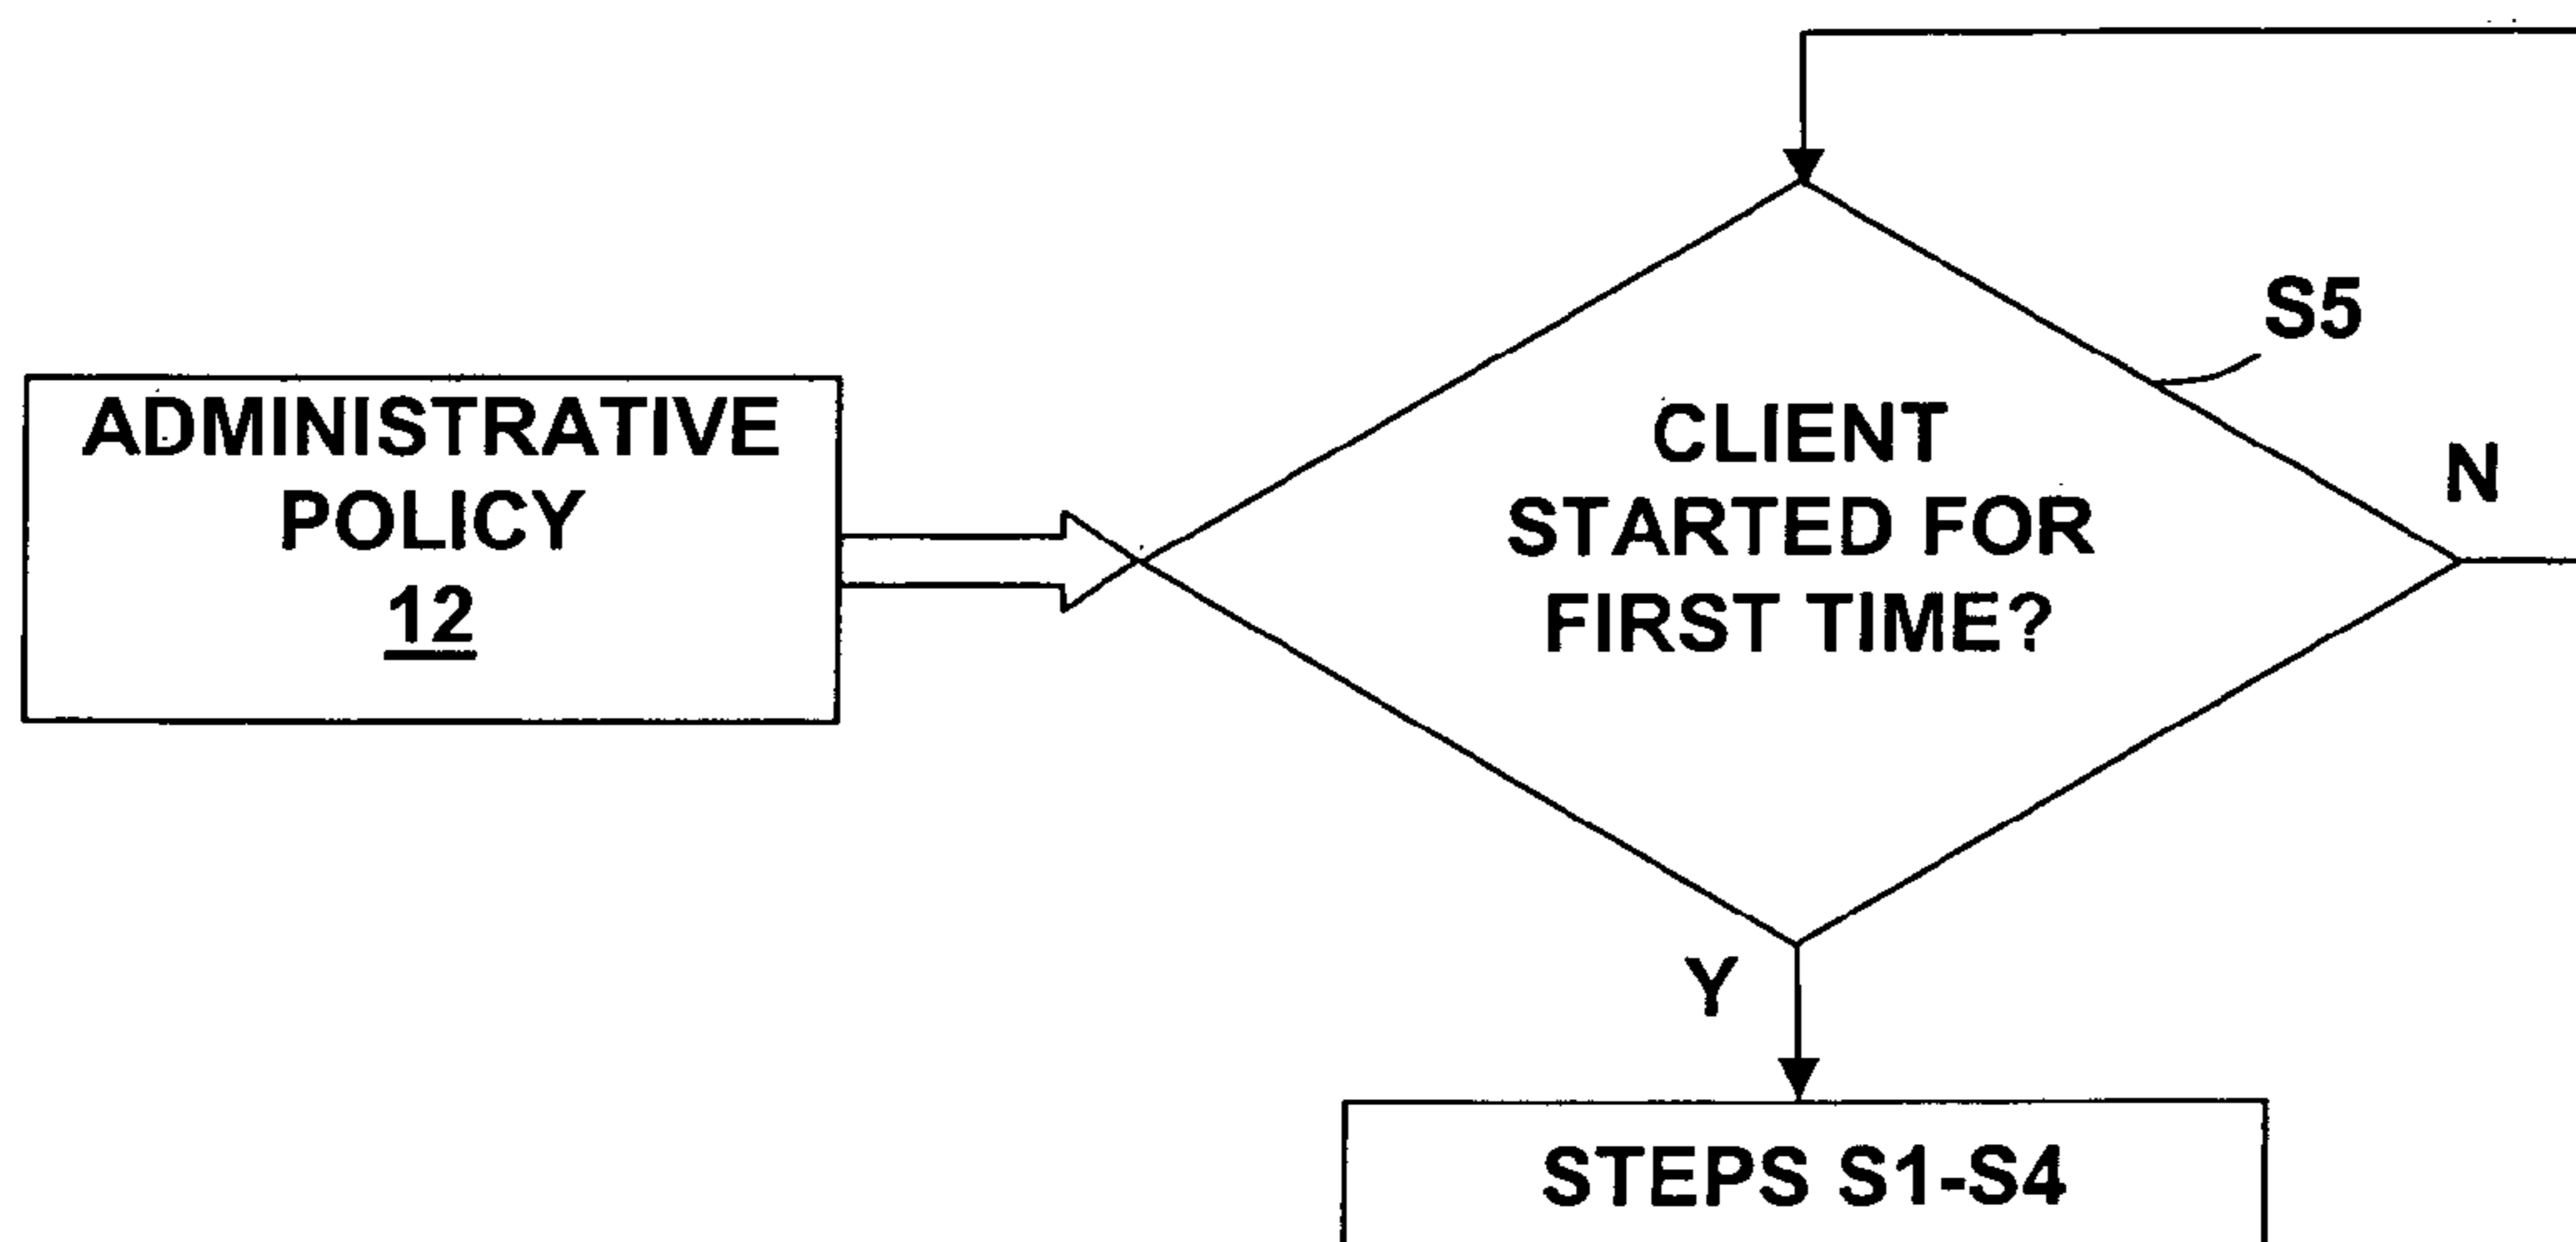 ADMINISTRATIVE
POLICY
12
S5
CLIENT
STARTED FOR
FIRST TIME?
N
Y
STEPS S1-S4